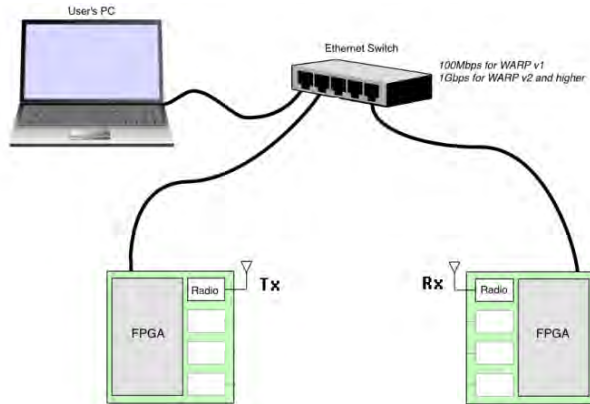 User's PC
Ethernet Switch
100Mbps for WARP v1
1Gbps for WARP v2 and higher
Radio
Tx
FPGA
Rx
Radio
FPGA